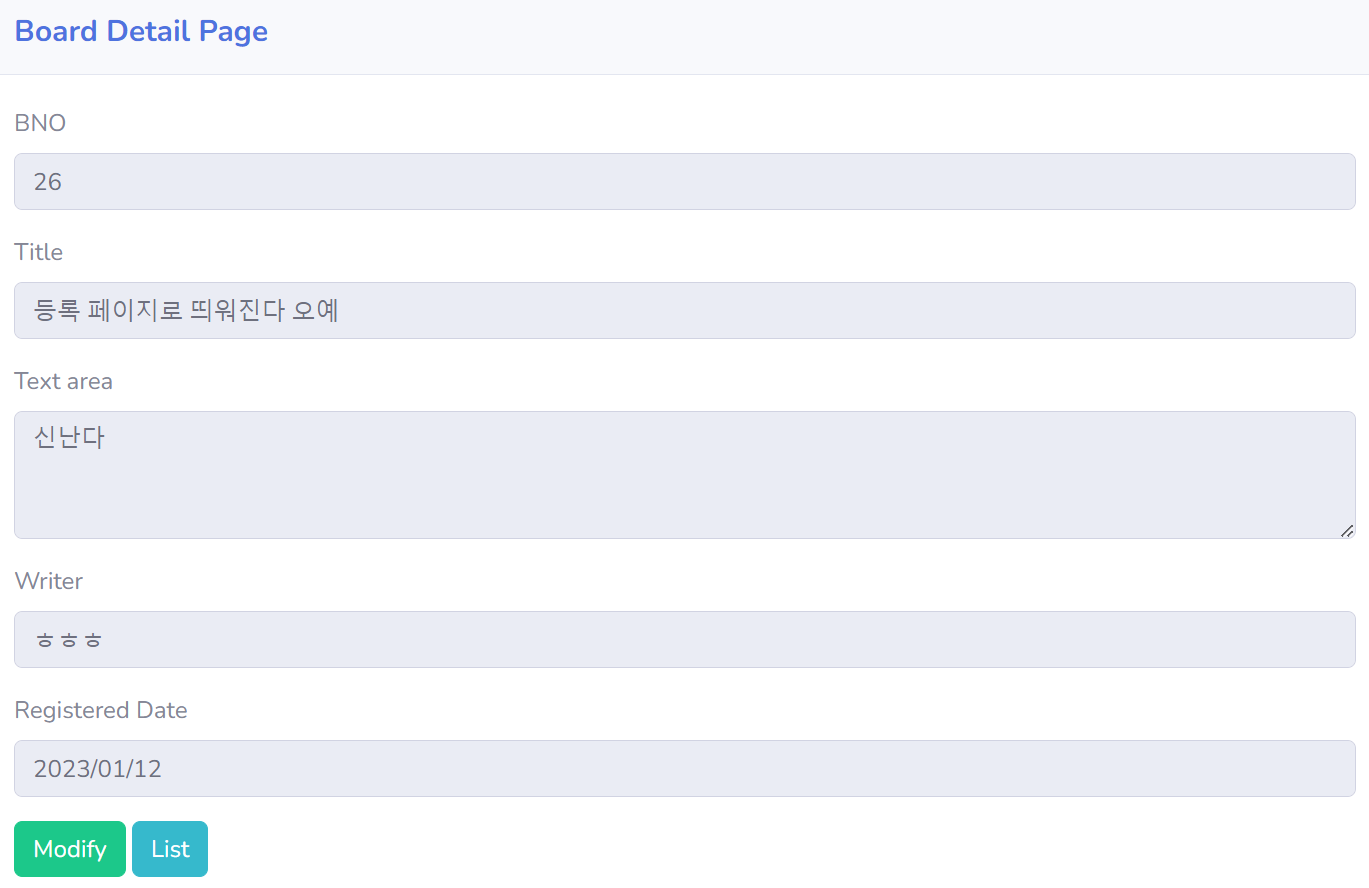 Board Detail Page
BNO
26
Title
등록 페이지로 띄워진다 오예
Text area
신난다
Writer
ㅎㅎㅎ
Registered Date
2023/01/12
Modify List